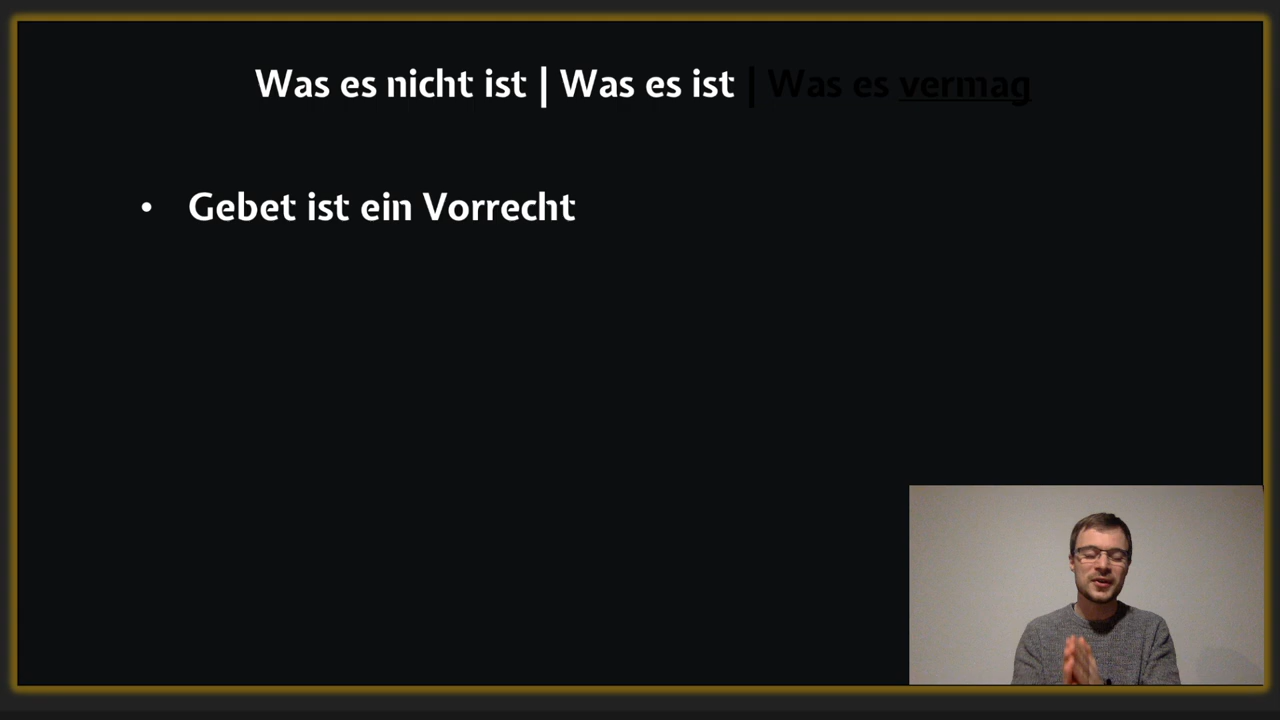 Was es nicht ist | Was es ist | Was es vermag
• Gebet ist ein Vorrecht